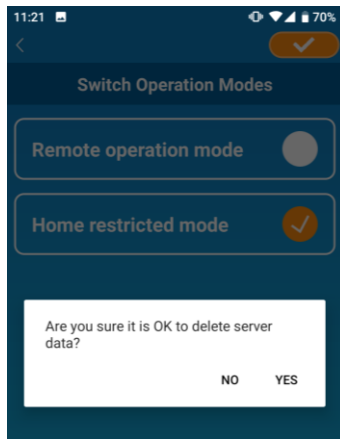 11:21 70%
Switch Operation Modes
Remote operation mode
Home restricted mode
Are you sure it is OK to delete server
data?
NO YES